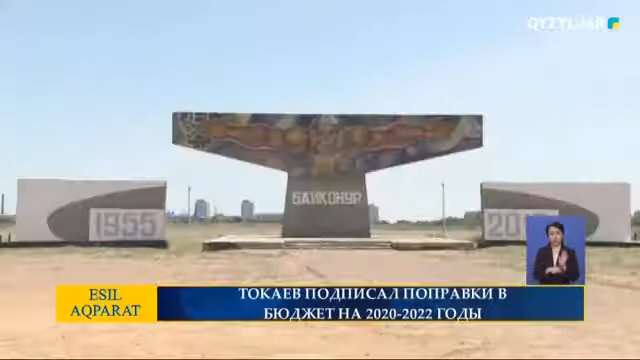 QYZYLJAR
БАЙКОНУР
1955
ESIL
AQPARAT
ТОКАЕВ ПОДПИСАЛ ПОПРАВКИ В
БЮДЖЕТ НА 2020-2022 ГОДЫ